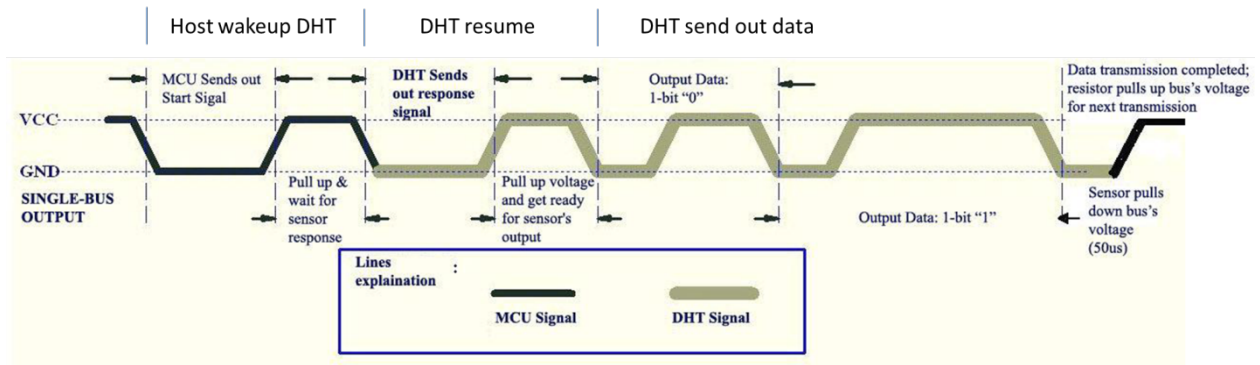 Host wakeup DHT
DHT resume
DHT send out data
MCU Sends out
Start Sigal
DHT Sends
out response
signal
Output Data:
1-bit “0”
Data transmission completed;
resistor pulls up bus’s voltage
for next transmission
VCC
GND
SINGLE-BUS
OUTPUT
Pull up &
wait for
sensor
response
Pull up voltage
and get ready
for sensor's
output
Output Data: 1-bit “1”
Sensor pulls
down bus’s
voltage
(50us)
Lines
explaination :
MCU Signal
DHT Signal